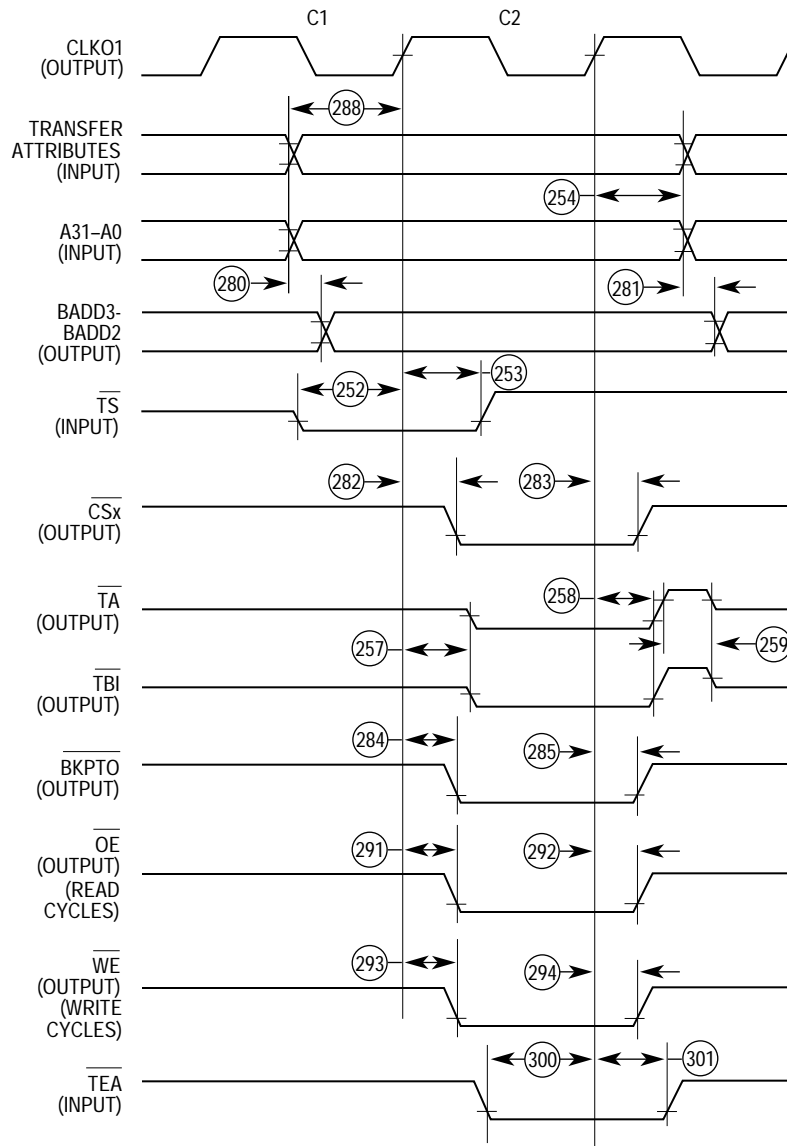 C1 C2
CLKO1
(OUTPUT)
288
TRANSFER
ATTRIBUTES
(INPUT)
254
A31–A0
(INPUT)
280 281
BADD3-
BADD2
(OUTPUT)
252 253
TS
(INPUT)
282 283
CSx
(OUTPUT)
258
TA
(OUTPUT)
257 259
TBI
(OUTPUT)
284 285
BKPTO
(OUTPUT)
291 292
OE
(OUTPUT)
(READ
CYCLES)
293 294
WE
(OUTPUT)
(WRITE
CYCLES)
300 301
TEA
(INPUT)